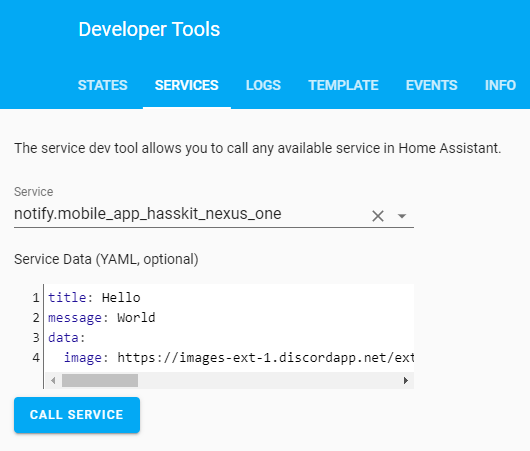 Developer Tools
STATES SERVICES LOGS TEMPLATE EVENTS INFO
The service dev tool allows you to call any available service in Home Assistant.
Service
notify.mobile_app_hasskit_nexus_one
Service Data (YAML, optional)
1 title: Hello
2 message: World
3 data:
4 image: https://images-ext-1.discordapp.net/ext
CALL SERVICE